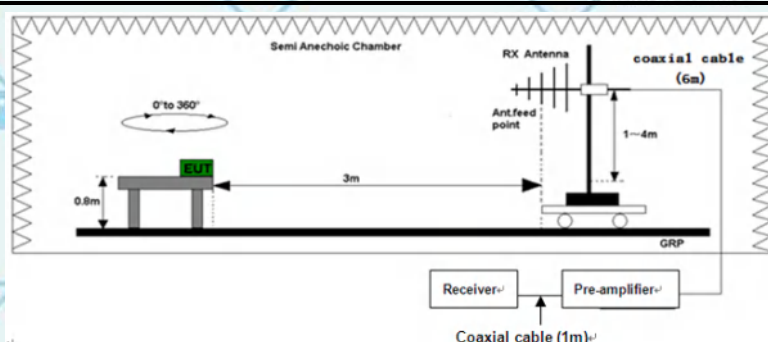 Semi Anechoic Chamber
RX Antenna
coaxial cable
(6m)
0°to 360°
Ant.feed
point
1~4m
EUT
3m
0.8m
GRP
Receiver↵
Pre-amplifier↵
Coaxial cable (1m)↵